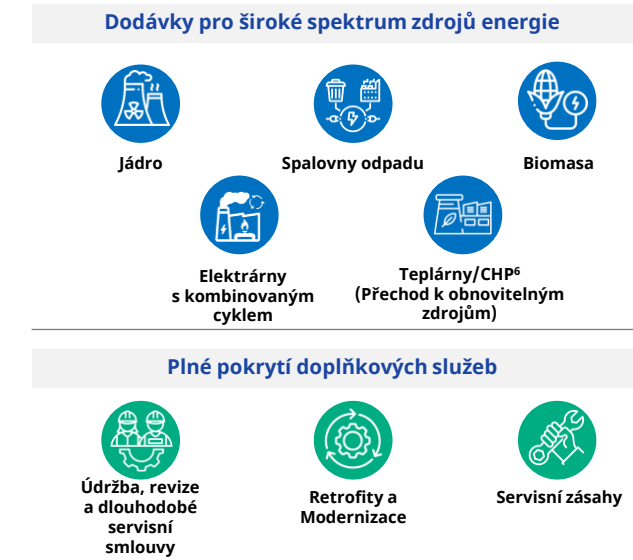 Dodávky pro široké spektrum zdrojů energie
Jádro
Spalovny odpadu
Biomasa
Elektrárny
s kombinovaným
cyklem
Teplárny/CHP⁶
(Přechod k obnovitelným
zdrojům)
Plné pokrytí doplňkových služeb
Údržba, revize
a dlouhodobé
servisní
smlouvy
Retrofity a
Modernizace
Servisní zásahy